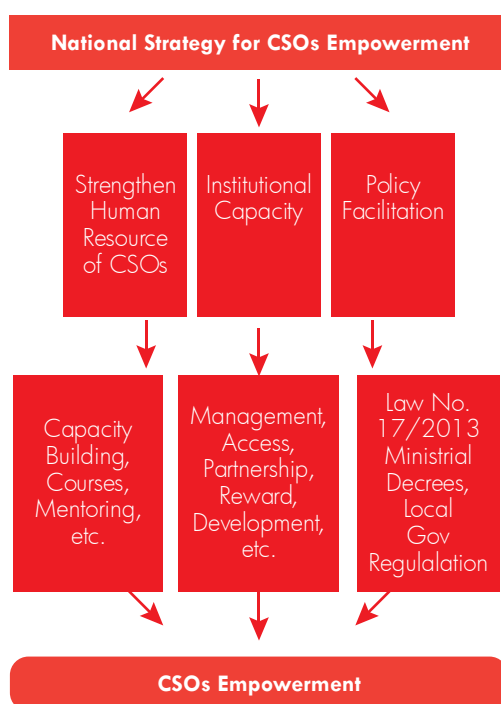 National Strategy for CSOs Empowerment
Strengthen
Human
Resource
of CSOs
Institutional
Capacity
Policy
Facilitation
Capacity
Building,
Courses,
Mentoring,
etc.
Management,
Access,
Partnership,
Reward,
Development,
etc.
Law No.
17/2013
Ministrial
Decrees,
Local
Gov
Regulalation
CSOs Empowerment